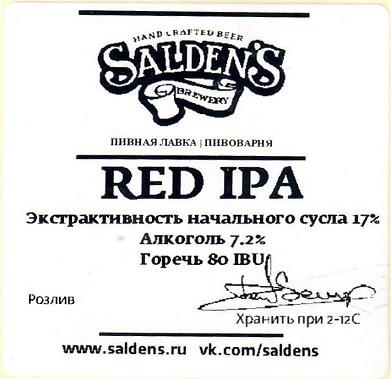 HAND CRAFTED BEER
SALDEN'S
BREWERY
ПИВНАЯ ЛАВКА | ПИВОВАРНЯ
RED IPA
Экстрактивность начального сусла 17%
Алкоголь 7.2%
Горечь 80 IBU
Розлив
Хранить при 2-12С
www.saldens.ru vk.com/saldens